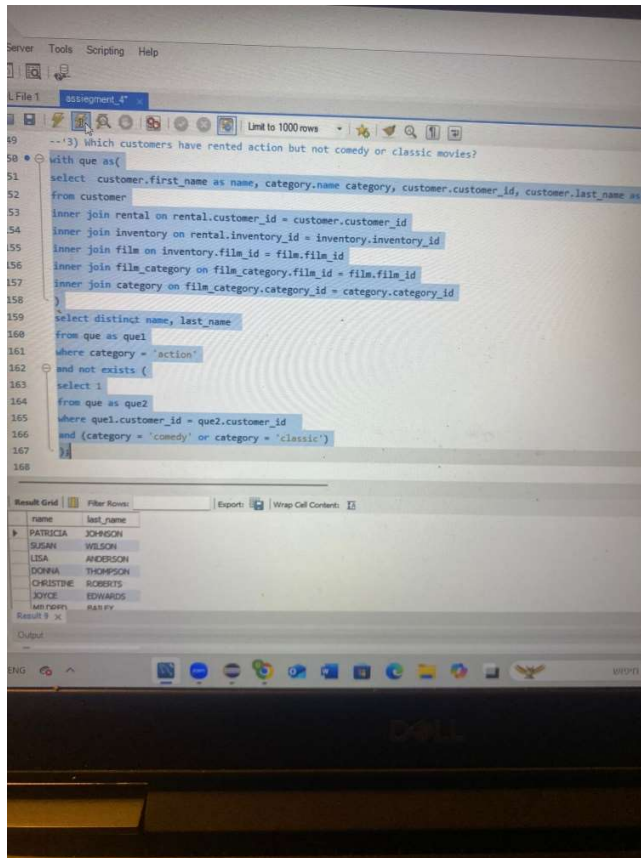 Server Tools Scripting Help
L File 1 assiegment_4*
Limit to 1000 rows
49 --'3) Which customers have rented action but not comedy or classic movies?
50 with que as(
51 select customer.first_name as name, category.name category, customer.customer_id, customer.last_name as
52 from customer
53 inner join rental on rental.customer_id = customer.customer_id
54 inner join inventory on rental.inventory_id = inventory.inventory_id
155 inner join film on inventory.film_id = film.film_id
156 inner join film_category on film_category.film_id = film.film_id
157 inner join category on film_category.category_id = category.category_id
158 )
159 select distinct name, last_name
160 from que as que1
161 where category = 'action'
162 and not exists (
163 select 1
164 from que as que2
165 where que1.customer_id = que2.customer_id
166 and (category = 'comedy' or category = 'classic')
167 );
168
Result Grid Filter Rows: Export: Wrap Cell Content:
name last_name
PATRICIA JOHNSON
SUSAN WILSON
LISA ANDERSON
DONNA THOMPSON
CHRISTINE ROBERTS
JOYCE EDWARDS
MILDRED BAILEY
Result 9 x
Output
ENG
חיפוש
DELL